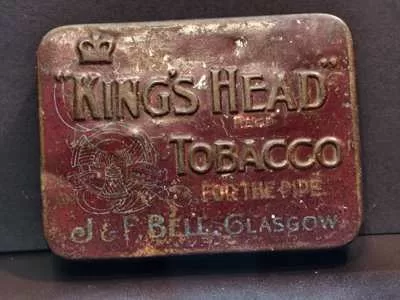 "KING'S HEAD"
TOBACCO
FOR THE PIPE
J & F BELL, GLASGOW